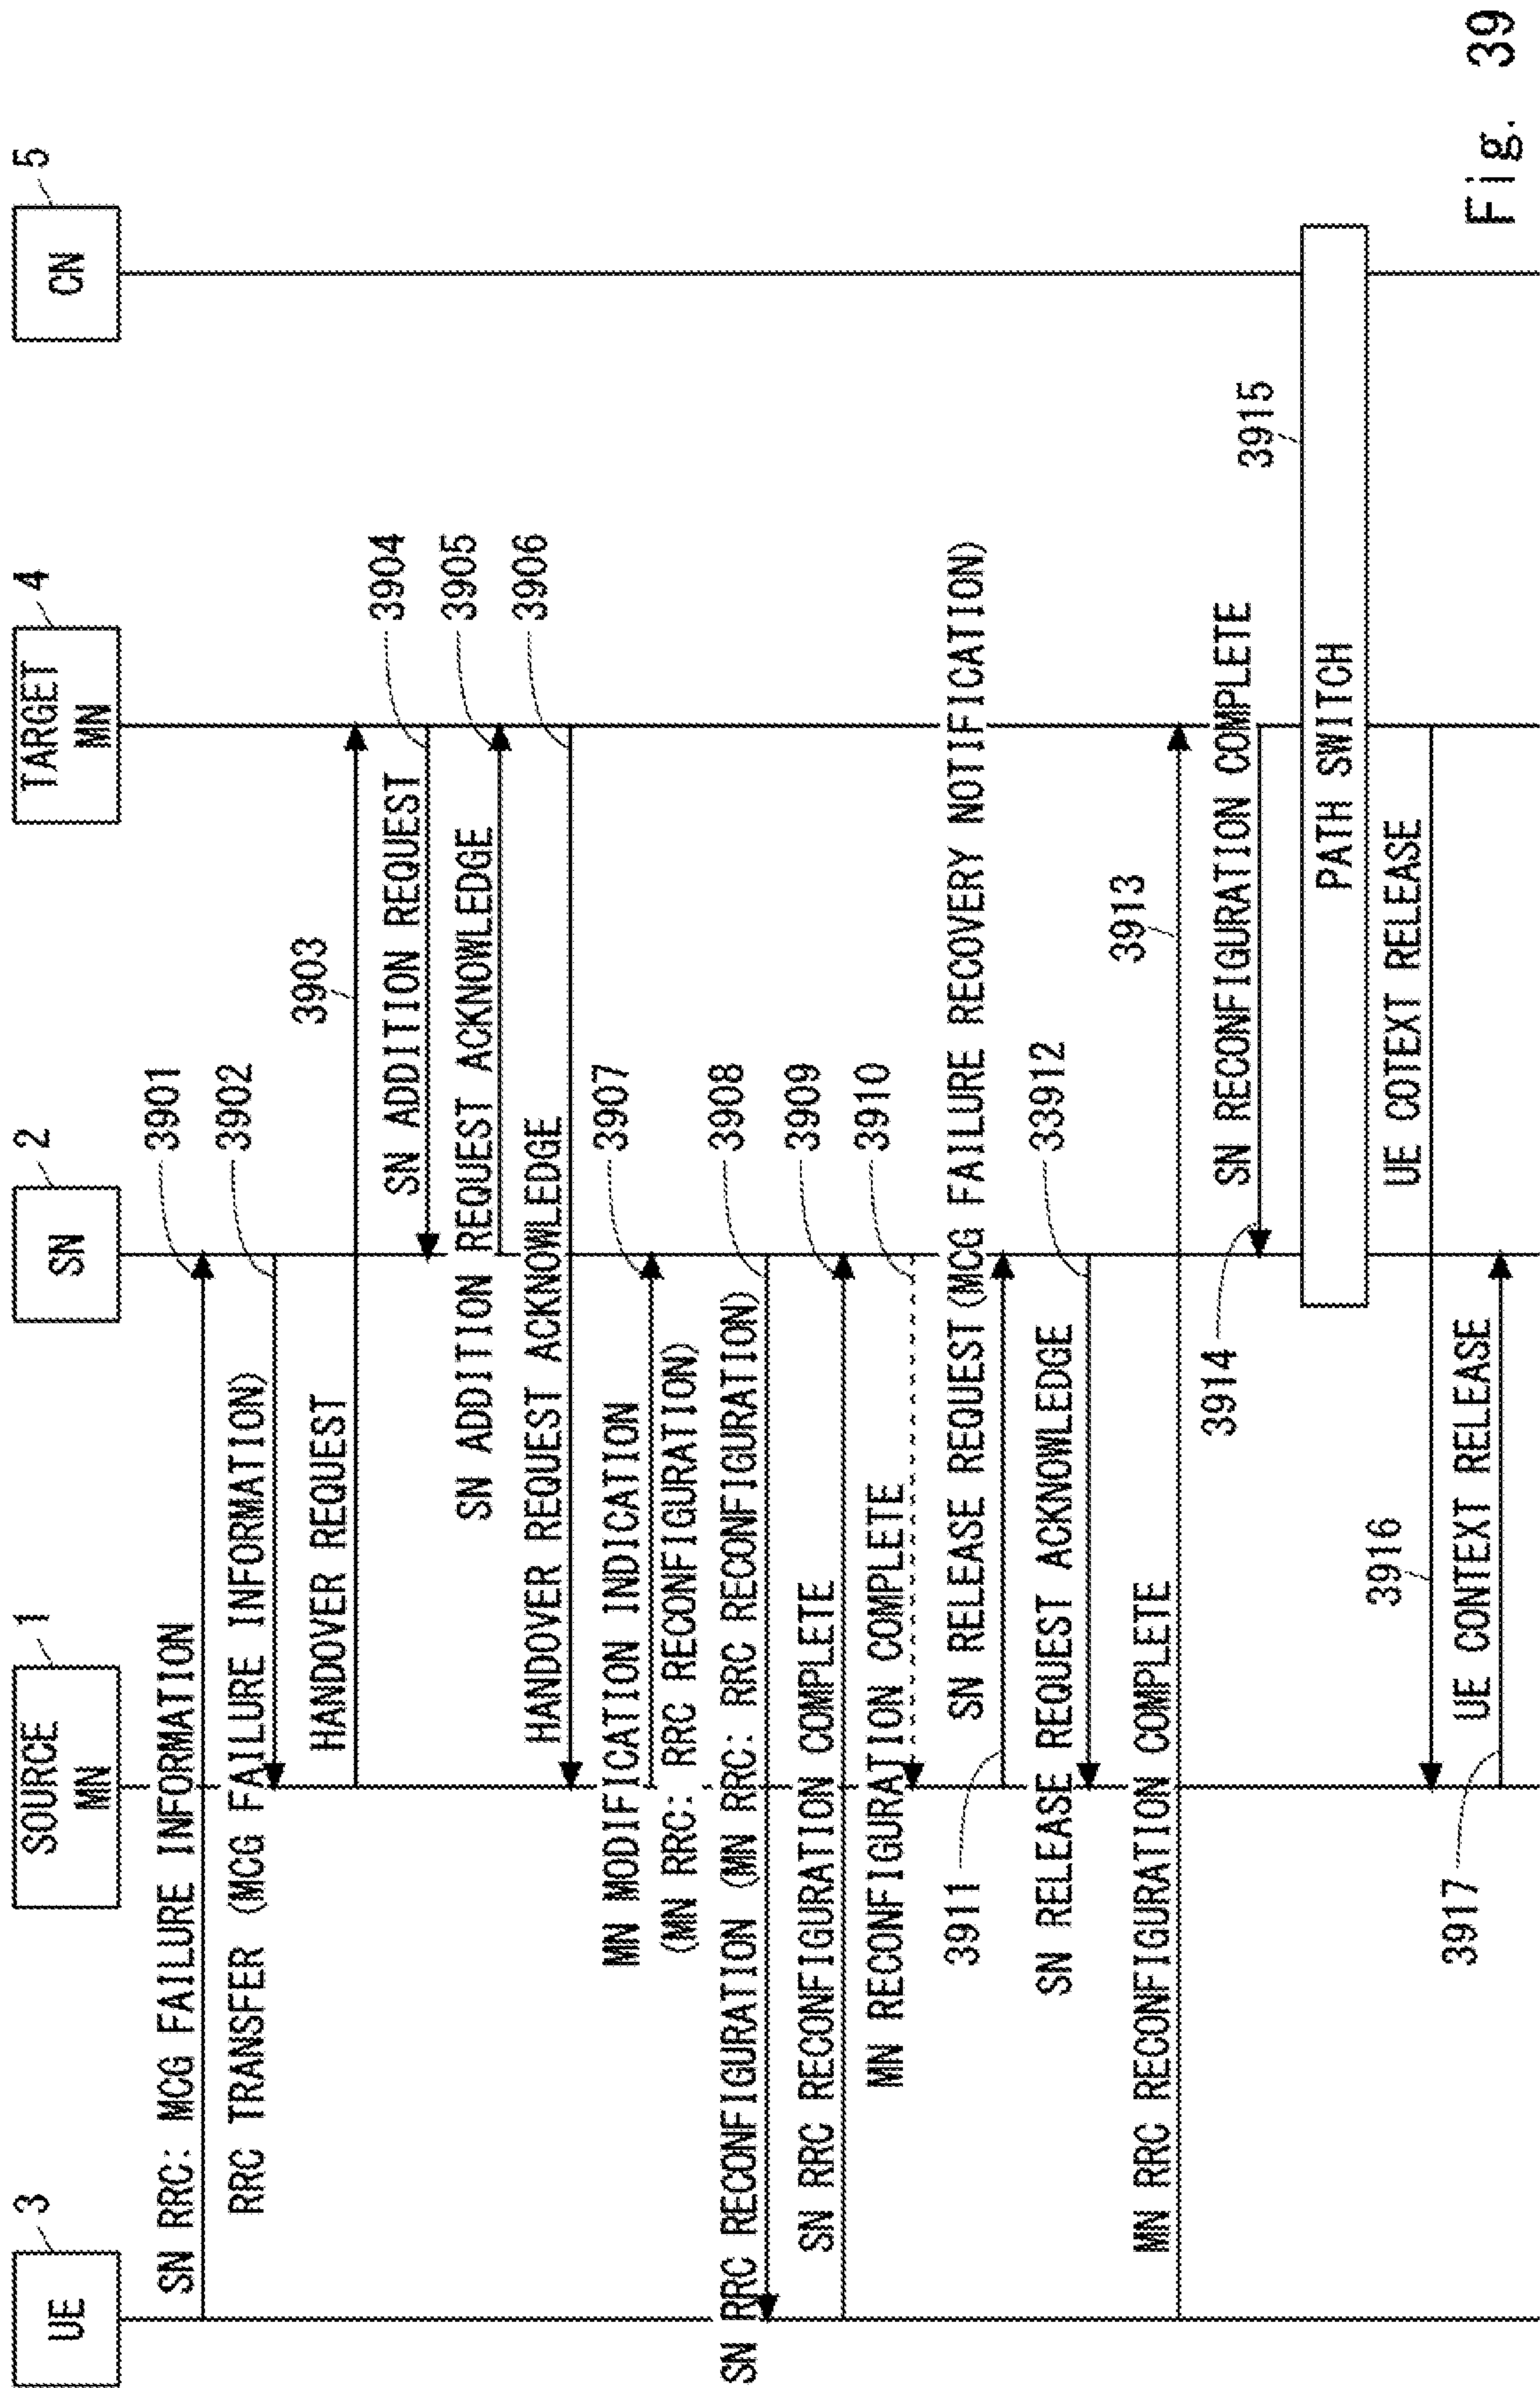 UE
3
SOURCE
MN
1
SN
2
TARGET
MN
4
CN
5
SN RRC: MCG FAILURE INFORMATION
3901
RRC TRANSFER (MCG FAILURE INFORMATION)
3902
HANDOVER REQUEST
3903
SN ADDITION REQUEST
3904
SN ADDITION REQUEST ACKNOWLEDGE
3905
HANDOVER REQUEST ACKNOWLEDGE
3906
MN MODIFICATION INDICATION
(MN RRC: RRC RECONFIGURATION)
3907
SN RRC RECONFIGURATION (MN RRC: RRC RECONFIGURATION)
3908
SN RRC RECONFIGURATION COMPLETE
3909
MN RECONFIGURATION COMPLETE
3910
SN RELEASE REQUEST(MCG FAILURE RECOVERY NOTIFICATION)
3911
SN RELEASE REQUEST ACKNOWLEDGE
33912
MN RRC RECONFIGURATION COMPLETE
3913
SN RECONFIGURATION COMPLETE
3914
PATH SWITCH
3915
UE COTEXT RELEASE
3916
UE CONTEXT RELEASE
3917
Fig. 39